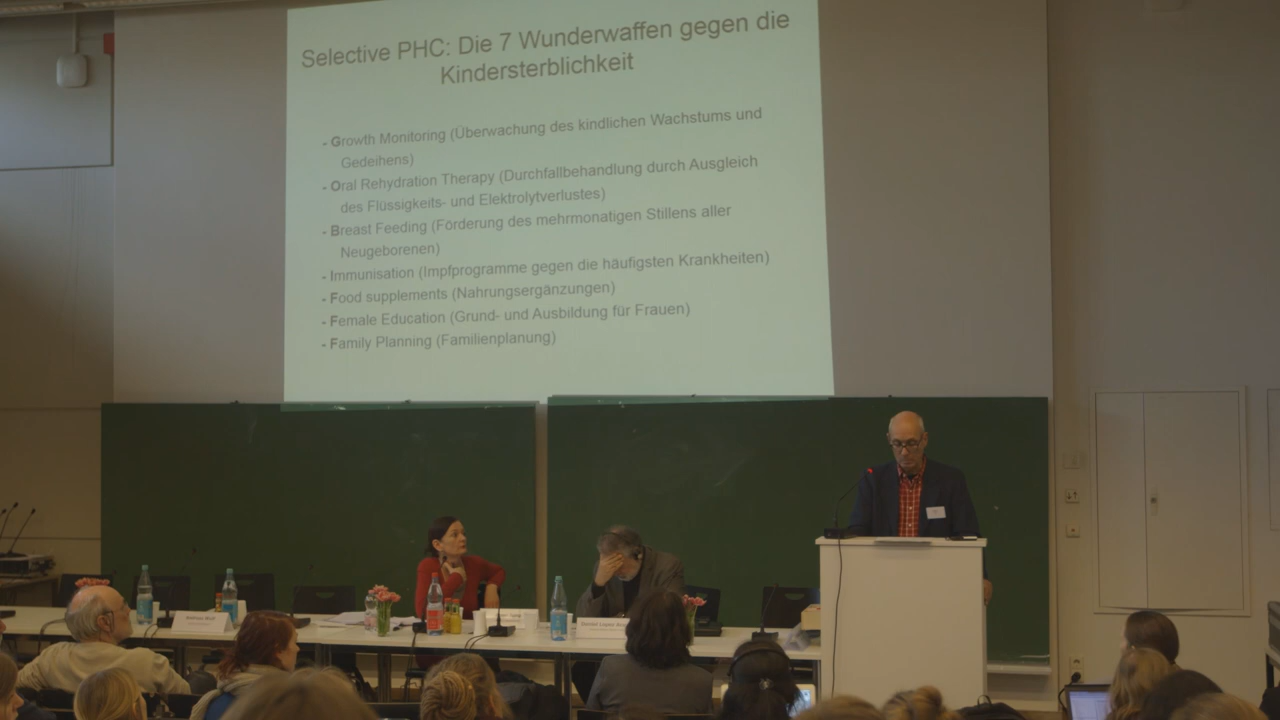 Selective PHC: Die 7 Wunderwaffen gegen die
Kindersterblichkeit
- Growth Monitoring (Überwachung des kindlichen Wachstums und
Gedeihens)
- Oral Rehydration Therapy (Durchfallbehandlung durch Ausgleich
des Flüssigkeits- und Elektrolytverlustes)
- Breast Feeding (Förderung des mehrmonatigen Stillens aller
Neugeborenen)
- Immunisation (Impfprogramme gegen die häufigsten Krankheiten)
- Food supplements (Nahrungsergänzungen)
- Female Education (Grund- und Ausbildung für Frauen)
- Family Planning (Familienplanung)
Andreas Wulf